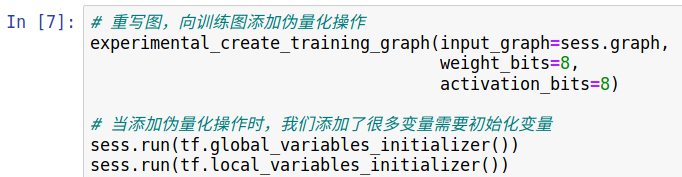 In [7]: # 重写图，向训练图添加伪量化操作
experimental_create_training_graph(input_graph=sess.graph,
weight_bits=8,
activation_bits=8)
# 当添加伪量化操作时，我们添加了很多变量需要初始化变量
sess.run(tf.global_variables_initializer())
sess.run(tf.local_variables_initializer())